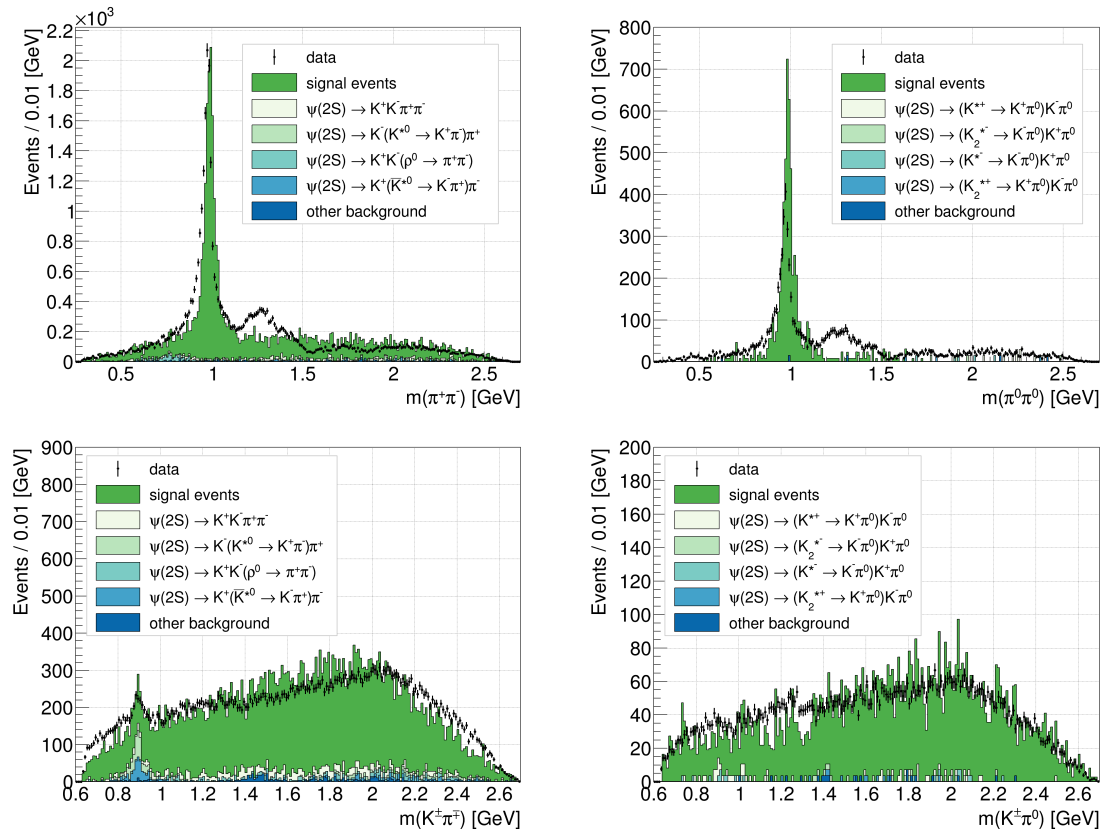 ×10³
2.2
2
1.8
1.6
1.4
1.2
1
0.8
0.6
0.4
0.2
0
Events / 0.01 [GeV]
data
signal events
ψ(2S) → K⁺K⁻π⁺π⁻
ψ(2S) → K⁻(K*⁰ → K⁺π⁻)π⁺
ψ(2S) → K⁺K⁻(ρ⁰ → π⁺π⁻)
ψ(2S) → K⁺(K̅*⁰ → K⁻π⁺)π⁻
other background
0.5 1 1.5 2 2.5
m(π⁺π⁻) [GeV]
800
700
600
500
400
300
200
100
0
Events / 0.01 [GeV]
data
signal events
ψ(2S) → (K*⁺ → K⁺π⁰)K⁻π⁰
ψ(2S) → (K₂*⁻ → K⁻π⁰)K⁺π⁰
ψ(2S) → (K*⁻ → K⁻π⁰)K⁺π⁰
ψ(2S) → (K₂*⁺ → K⁺π⁰)K⁻π⁰
other background
0.5 1 1.5 2 2.5
m(π⁰π⁰) [GeV]
900
800
700
600
500
400
300
200
100
0
Events / 0.01 [GeV]
data
signal events
ψ(2S) → K⁺K⁻π⁺π⁻
ψ(2S) → K⁻(K*⁰ → K⁺π⁻)π⁺
ψ(2S) → K⁺K⁻(ρ⁰ → π⁺π⁻)
ψ(2S) → K⁺(K̅*⁰ → K⁻π⁺)π⁻
other background
0.6 0.8 1 1.2 1.4 1.6 1.8 2 2.2 2.4 2.6
m(K±π∓) [GeV]
200
180
160
140
120
100
80
60
40
20
0
Events / 0.01 [GeV]
data
signal events
ψ(2S) → (K*⁺ → K⁺π⁰)K⁻π⁰
ψ(2S) → (K₂*⁻ → K⁻π⁰)K⁺π⁰
ψ(2S) → (K*⁻ → K⁻π⁰)K⁺π⁰
ψ(2S) → (K₂*⁺ → K⁺π⁰)K⁻π⁰
other background
0.6 0.8 1 1.2 1.4 1.6 1.8 2 2.2 2.4 2.6
m(K±π⁰) [GeV]